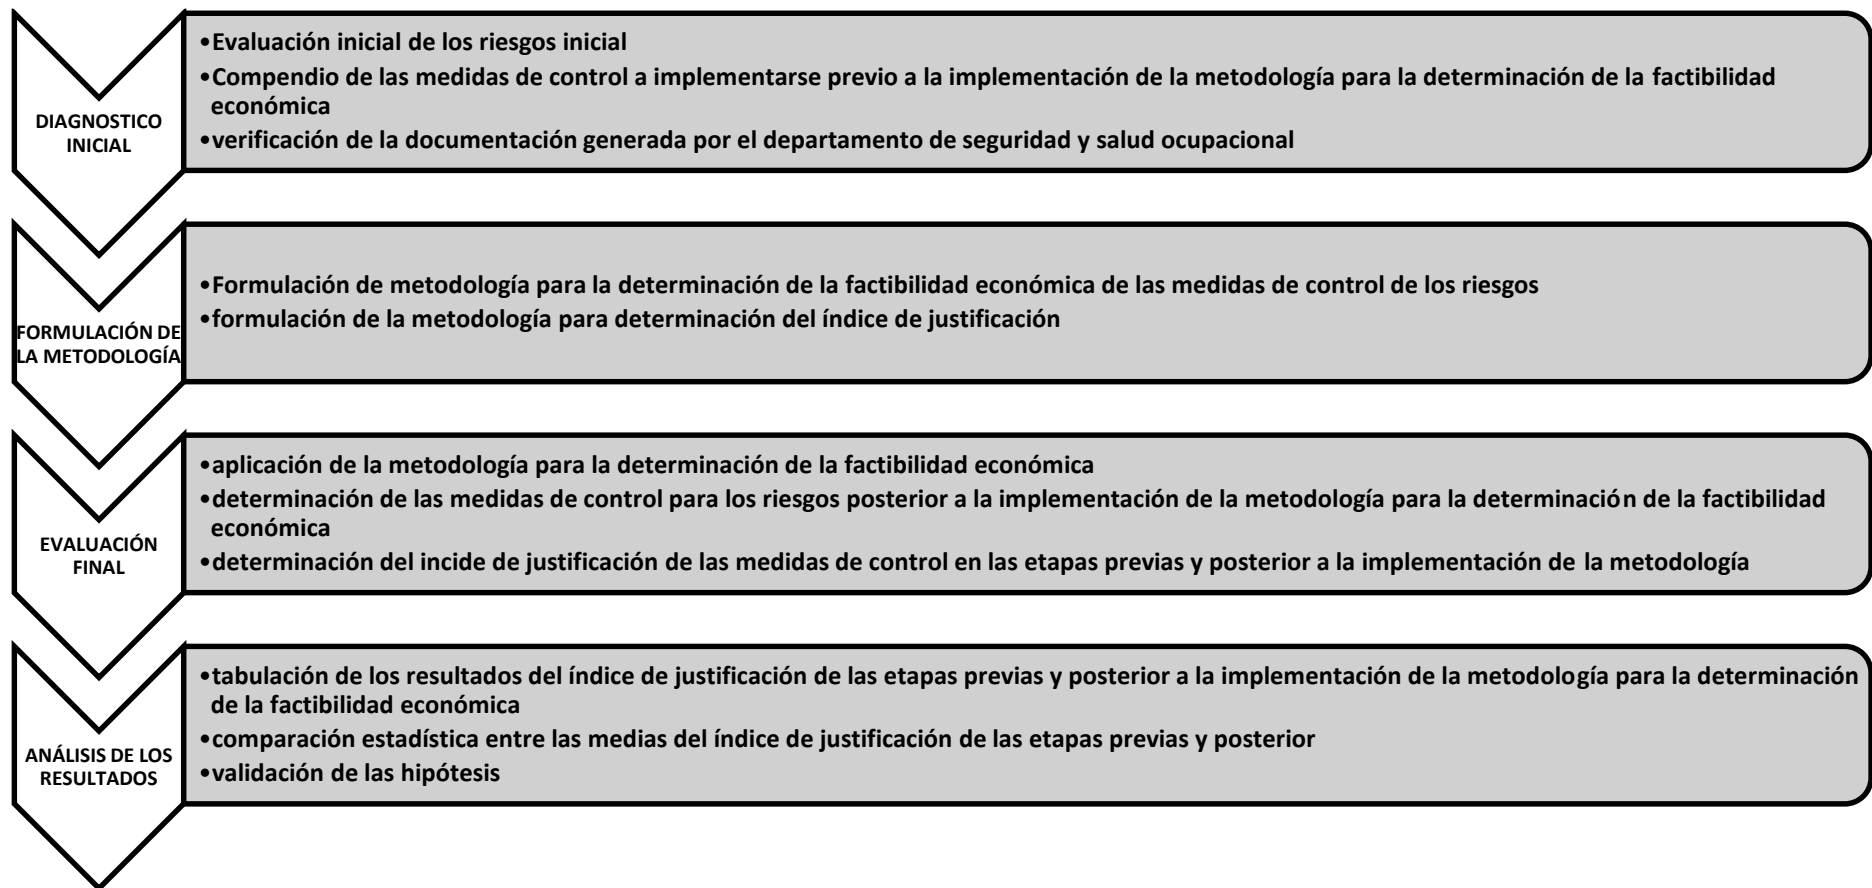 DIAGNOSTICO
INICIAL
•Evaluación inicial de los riesgos inicial
•Compendio de las medidas de control a implementarse previo a la implementación de la metodología para la determinación de la factibilidad
económica
•verificación de la documentación generada por el departamento de seguridad y salud ocupacional
FORMULACIÓN DE
LA METODOLOGÍA
•Formulación de metodología para la determinación de la factibilidad económica de las medidas de control de los riesgos
•formulación de la metodología para determinación del índice de justificación
EVALUACIÓN
FINAL
•aplicación de la metodología para la determinación de la factibilidad económica
•determinación de las medidas de control para los riesgos posterior a la implementación de la metodología para la determinación de la factibilidad
económica
•determinación del incide de justificación de las medidas de control en las etapas previas y posterior a la implementación de la metodología
ANÁLISIS DE LOS
RESULTADOS
•tabulación de los resultados del índice de justificación de las etapas previas y posterior a la implementación de la metodología para la determinación
de la factibilidad económica
•comparación estadística entre las medias del índice de justificación de las etapas previas y posterior
•validación de las hipótesis